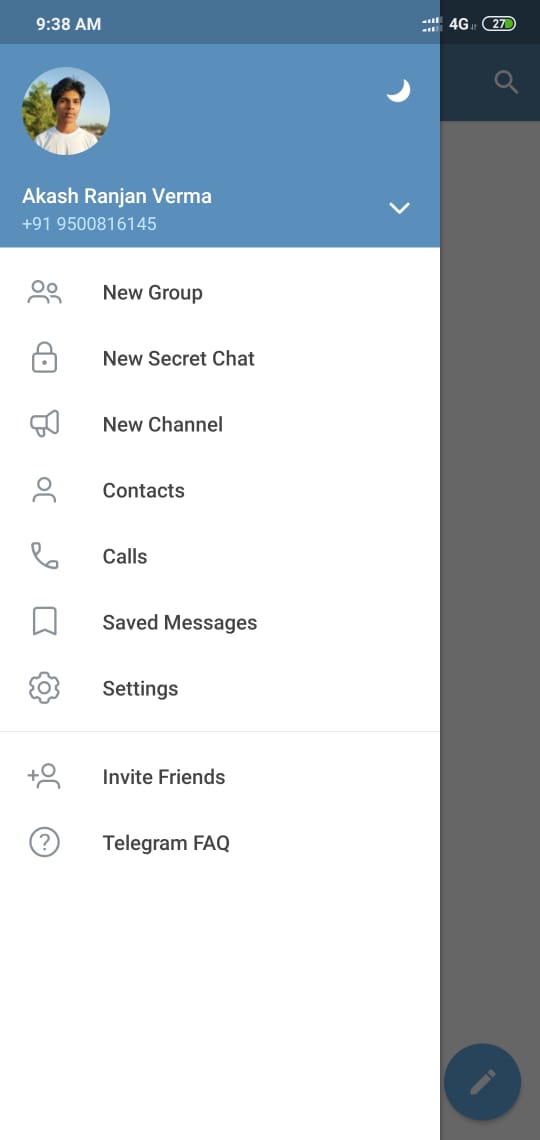 9:38 AM
4G 27
Akash Ranjan Verma
+91 9500816145
New Group
New Secret Chat
New Channel
Contacts
Calls
Saved Messages
Settings
Invite Friends
Telegram FAQ